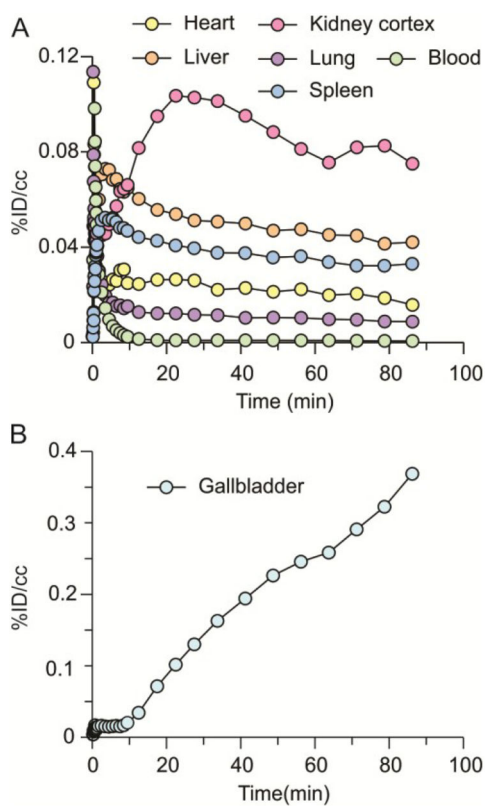 A
Heart
Kidney cortex
Liver
Lung
Blood
Spleen
0.12
0.08
0.04
0
%ID/cc
0 20 40 60 80 100
Time (min)
B
Gallbladder
0.4
0.3
0.2
0.1
0
%ID/cc
0 20 40 60 80 100
Time(min)